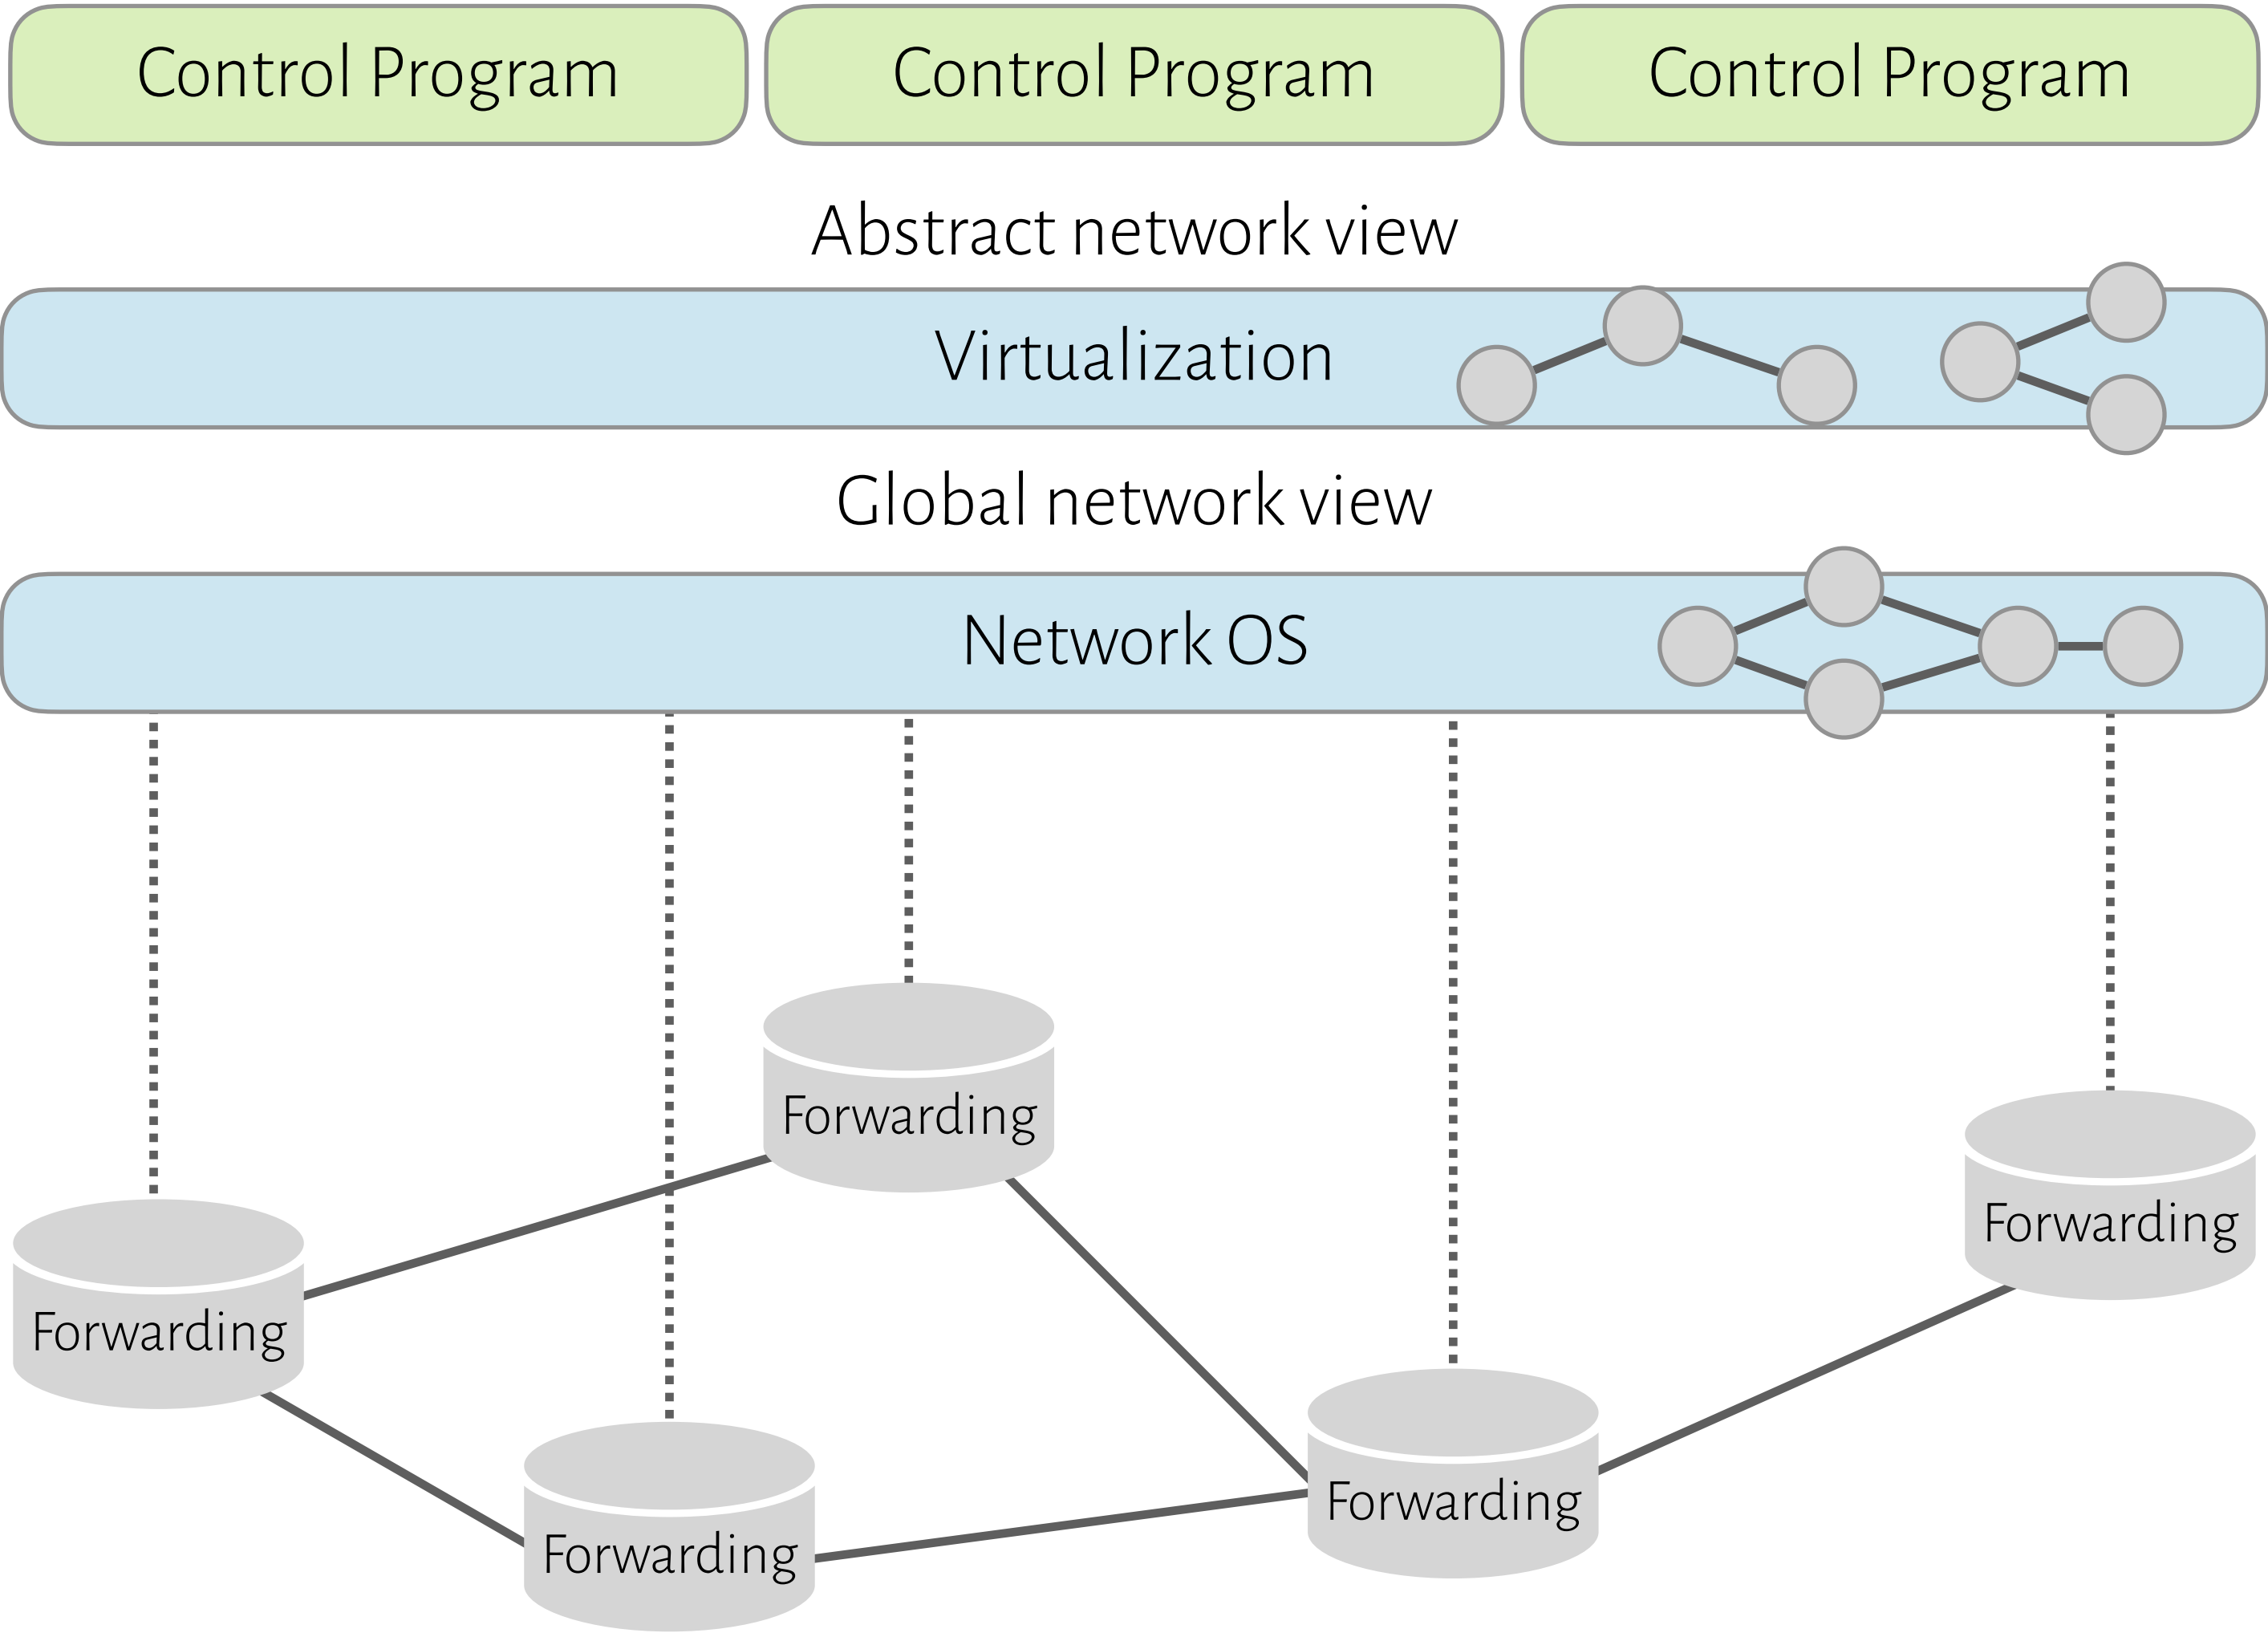 Control Program
Control Program
Control Program
Abstract network view
Virtualization
Global network view
Network OS
Forwarding
Forwarding
Forwarding
Forwarding
Forwarding